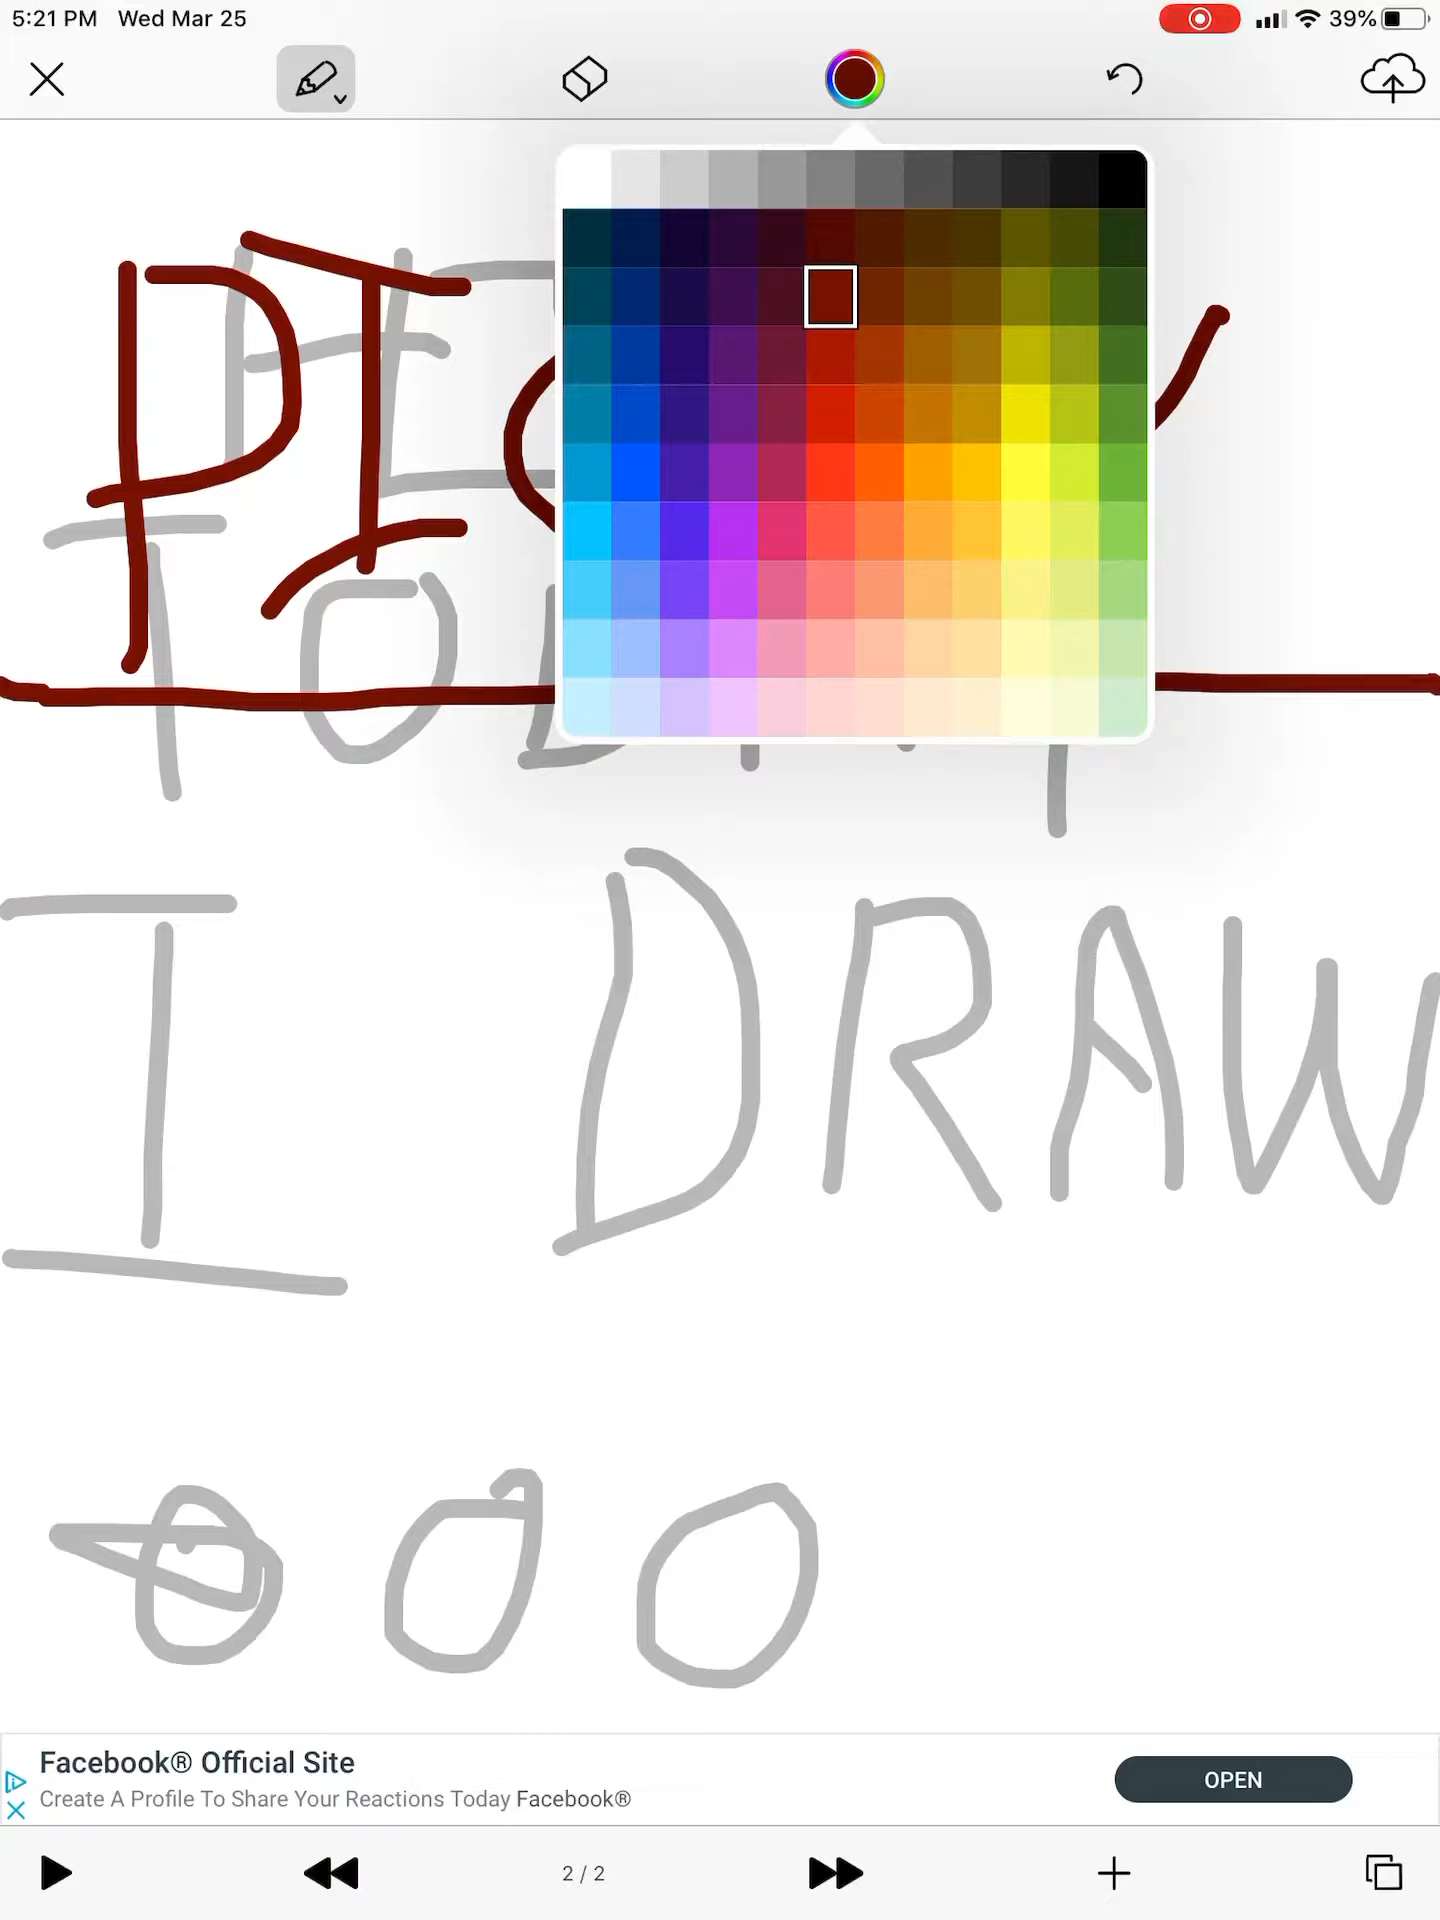 5:21 PM Wed Mar 25 39%
TODAY
I DRAW
Facebook® Official Site
Create A Profile To Share Your Reactions Today Facebook®
OPEN
2 / 2